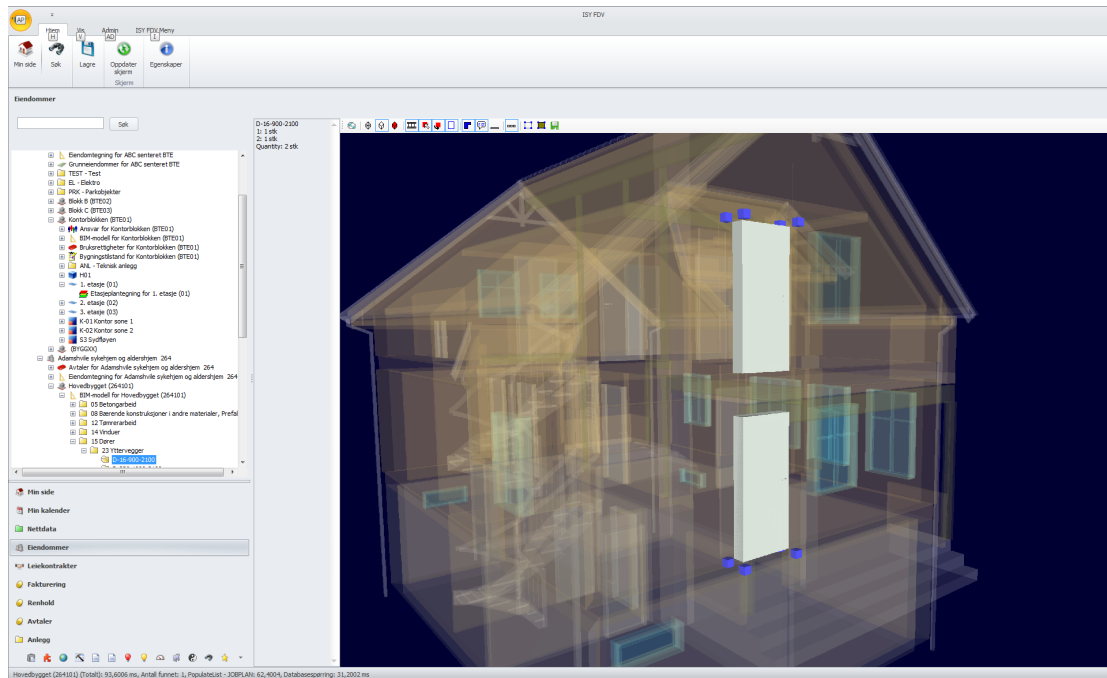 ISY FDV
AP
Hjem Vis Admin ISY FDV Meny
H V AD I
Min side Søk Lagre Oppdater skjerm Egenskaper
Skjerm
Eiendommer
Søk
Eiendomtegning for ABC senteret BTE
Grunneiendommer for ABC senteret BTE
TEST - Test
EL - Elektro
PRK - Parkobjekter
Blokk B (BTE02)
Blokk C (BTE03)
Kontorblokken (BTE01)
Ansvar for Kontorblokken (BTE01)
BIM-modell for Kontorblokken (BTE01)
Bruksrettigheter for Kontorblokken (BTE01)
Bygningstilstand for Kontorblokken (BTE01)
ANL - Teknisk anlegg
H01
1. etasje (01)
Etasjeplantegning for 1. etasje (01)
2. etasje (02)
3. etasje (03)
K-01 Kontor sone 1
K-02 Kontor sone 2
S3 Sydfløyen
(BYGGXX)
Adamshvile sykehjem og aldershjem 264
Avtaler for Adamshvile sykehjem og aldershjem 264
Eiendomtegning for Adamshvile sykehjem og aldershjem 264
Hovedbygget (264101)
BIM-modell for Hovedbygget (264101)
05 Betongarbeid
08 Bærende konstruksjoner i andre materialer, Prefal
12 Tømrerarbeid
14 Vinduer
15 Dører
23 Yttervegger
D-16-900-2100
Min side
Min kalender
Nettdata
Eiendommer
Leiekontrakter
Fakturering
Renhold
Avtaler
Anlegg
D-16-900-2100
1: 1 stk
2: 1 stk
Quantity: 2 stk
Hovedbygget (264101) (Totalt): 93,6006 ms, Antall funnet: 1, PopulateList - JOBPLAN: 62,4004, Databasespørring: 31,2002 ms